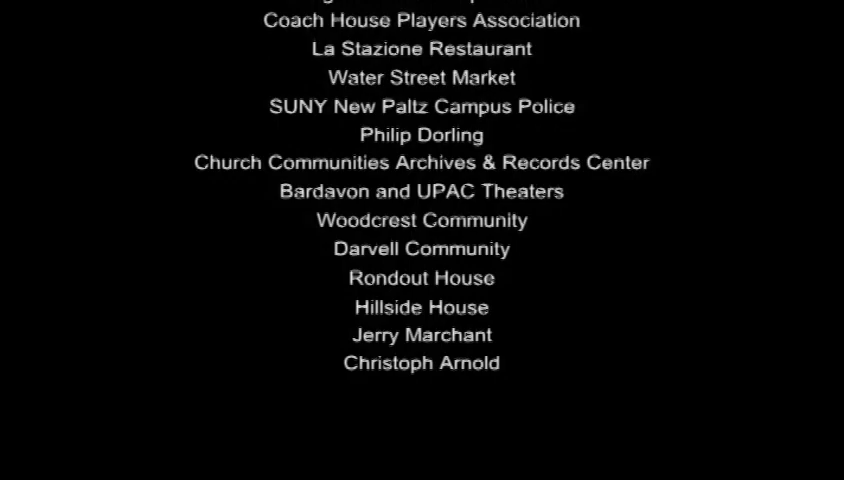 Coach House Players Association
La Stazione Restaurant
Water Street Market
SUNY New Paltz Campus Police
Philip Dorling
Church Communities Archives & Records Center
Bardavon and UPAC Theaters
Woodcrest Community
Darvell Community
Rondout House
Hillside House
Jerry Marchant
Christoph Arnold